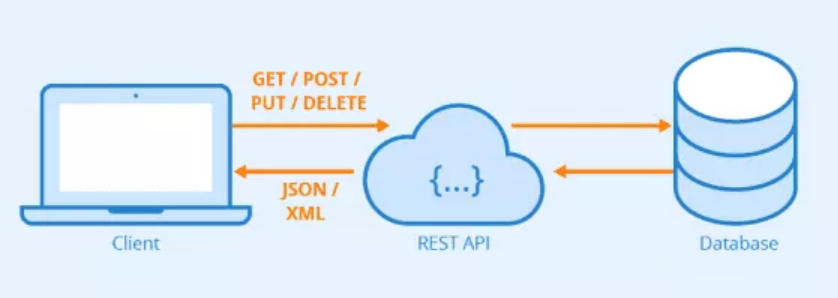 GET / POST /
PUT / DELETE
{...}
JSON /
XML
Client
REST API
Database